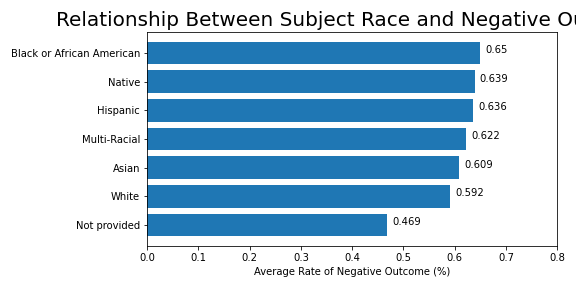 Relationship Between Subject Race and Negative Ou
Black or African American 0.65
Native 0.639
Hispanic 0.636
Multi-Racial 0.622
Asian 0.609
White 0.592
Not provided 0.469
0.0 0.1 0.2 0.3 0.4 0.5 0.6 0.7 0.8
Average Rate of Negative Outcome (%)